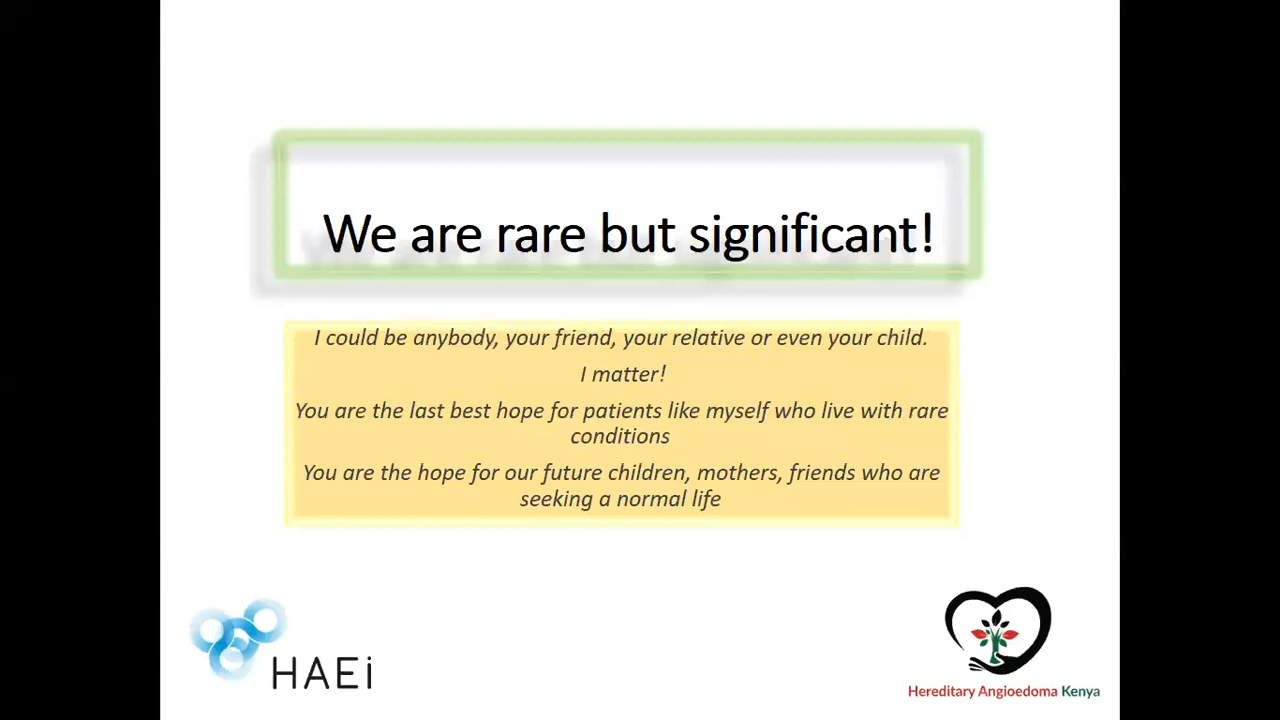 We are rare but significant!
I could be anybody, your friend, your relative or even your child.
I matter!
You are the last best hope for patients like myself who live with rare
conditions
You are the hope for our future children, mothers, friends who are
seeking a normal life
HAEi
Hereditary Angioedoma Kenya